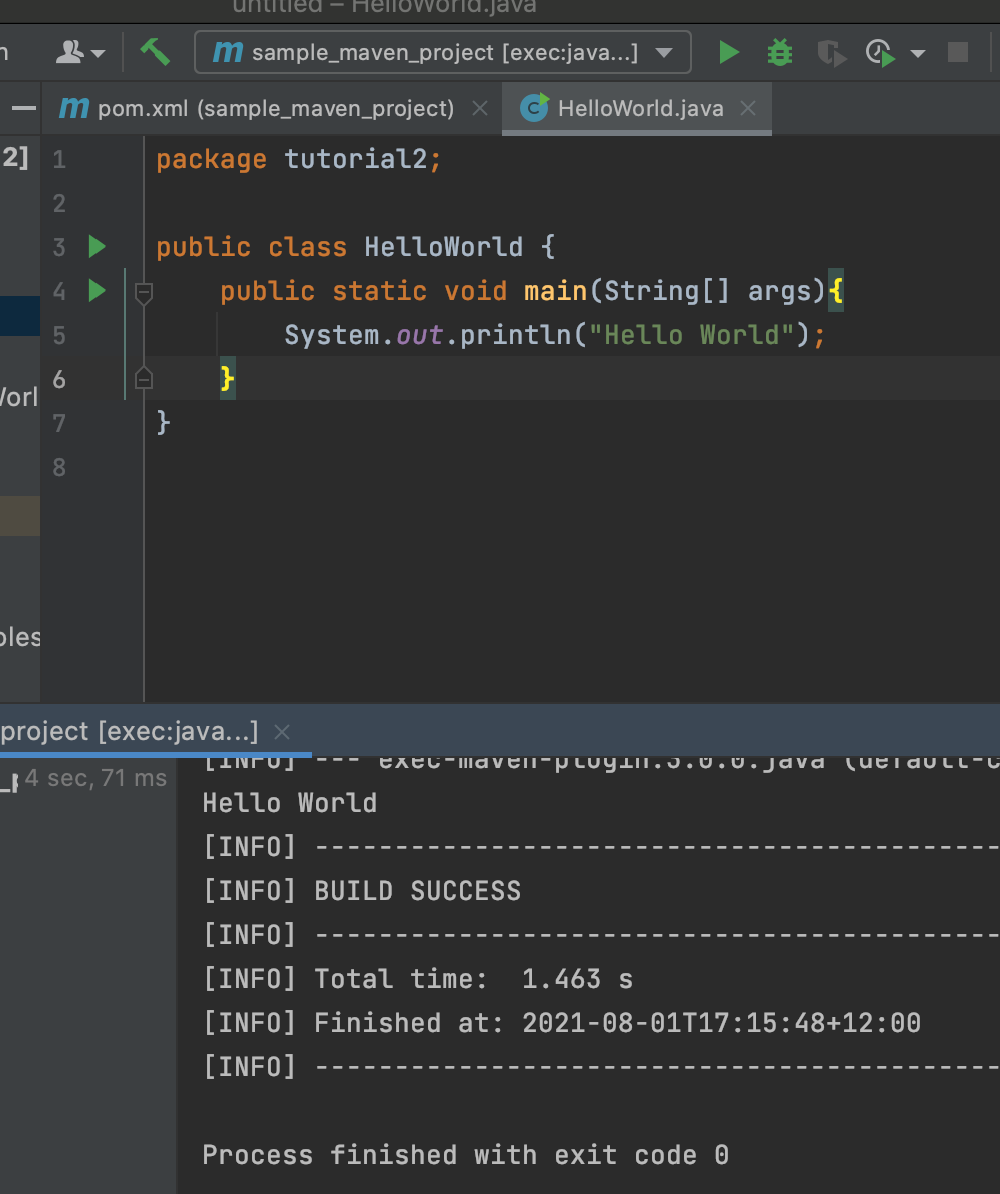 untitled – HelloWorld.java
m sample_maven_project [exec:java...]
m pom.xml (sample_maven_project) × C HelloWorld.java ×
2]
1 package tutorial2;
2
3 public class HelloWorld {
4 public static void main(String[] args){
5 System.out.println("Hello World");
6 }
7 }
8
project [exec:java...] ×
4 sec, 71 ms
[INFO] --- exec-maven-plugin:3.0.0:java (default-c
Hello World
[INFO] -------------------------------------------
[INFO] BUILD SUCCESS
[INFO] -------------------------------------------
[INFO] Total time:  1.463 s
[INFO] Finished at: 2021-08-01T17:15:48+12:00
[INFO] -------------------------------------------
Process finished with exit code 0